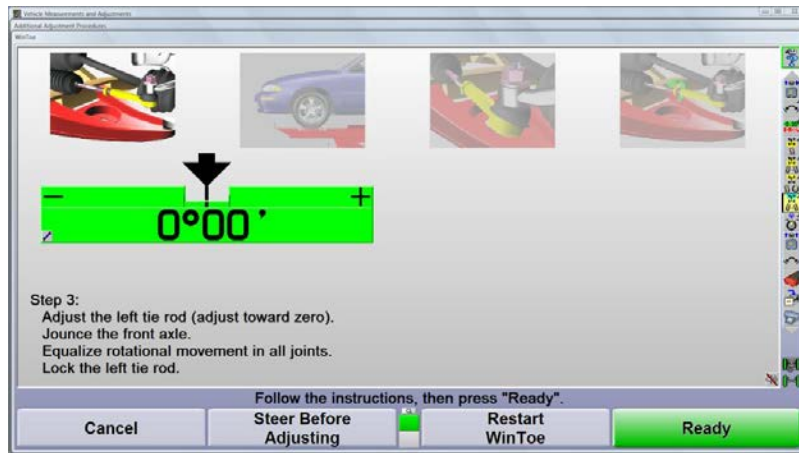 Vehicle Measurements and Adjustments
Additional Adjustment Procedures
WinToe
− +
0°00'
Step 3:
Adjust the left tie rod (adjust toward zero).
Jounce the front axle.
Equalize rotational movement in all joints.
Lock the left tie rod.
Follow the instructions, then press "Ready".
Cancel
Steer Before
Adjusting
Restart
WinToe
Ready